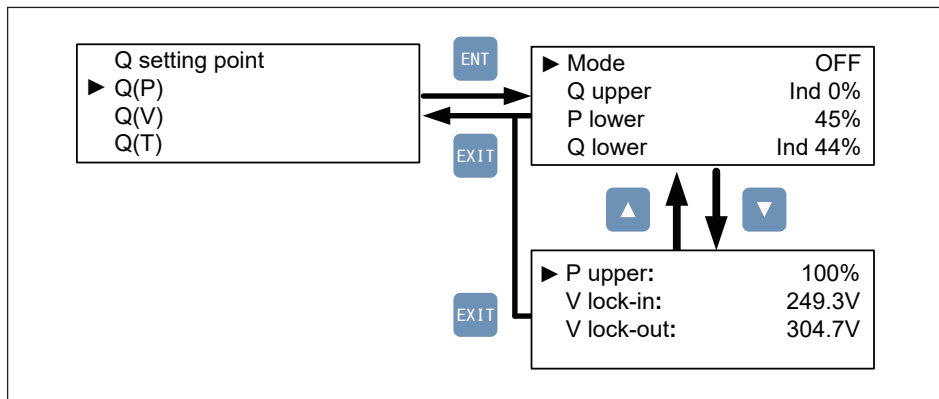 Q setting point
▶ Q(P)
Q(V)
Q(T)
ENT
EXIT
▶ Mode OFF
Q upper Ind 0%
P lower 45%
Q lower Ind 44%
▲ ▼
▶ P upper: 100%
V lock-in: 249.3V
V lock-out: 304.7V
EXIT